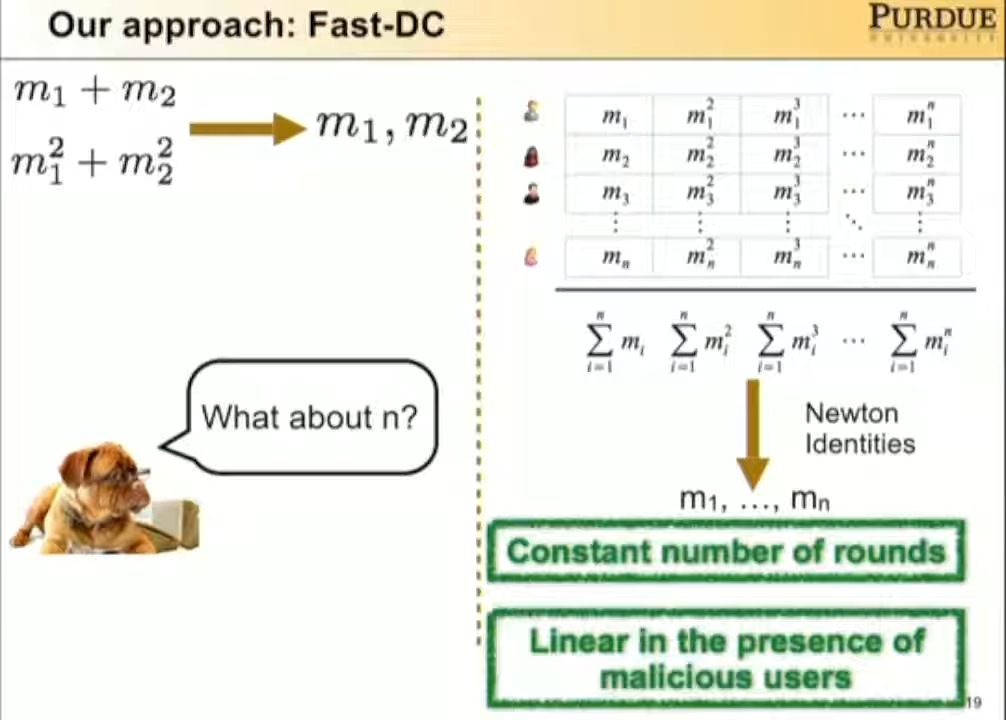 Our approach: Fast-DC
PURDUE
UNIVERSITY
m₁ + m₂
m₁² + m₂²
m₁, m₂
What about n?
m₁ m₁² m₁³ ⋯ m₁ⁿ
m₂ m₂² m₂³ ⋯ m₂ⁿ
m₃ m₃² m₃³ ⋯ m₃ⁿ
⋮ ⋮ ⋮ ⋱ ⋮
mₙ mₙ² mₙ³ ⋯ mₙⁿ
∑ᵢ₌₁ⁿ mᵢ ∑ᵢ₌₁ⁿ mᵢ² ∑ᵢ₌₁ⁿ mᵢ³ ⋯ ∑ᵢ₌₁ⁿ mᵢⁿ
Newton
Identities
m₁, …, mₙ
Constant number of rounds
Linear in the presence of
malicious users
19